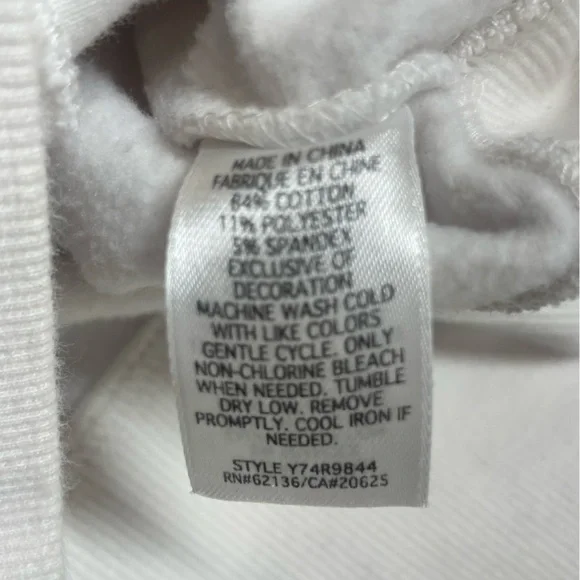 MADE IN CHINA
FABRIQUE EN CHINE
84% COTTON
11% POLYESTER
5% SPANDEX
EXCLUSIVE OF
DECORATION
MACHINE WASH COLD
WITH LIKE COLORS
GENTLE CYCLE. ONLY
NON-CHLORINE BLEACH
WHEN NEEDED. TUMBLE
DRY LOW. REMOVE
PROMPTLY. COOL IRON IF
NEEDED.
STYLE Y74R9844
RN#62136/CA#20625